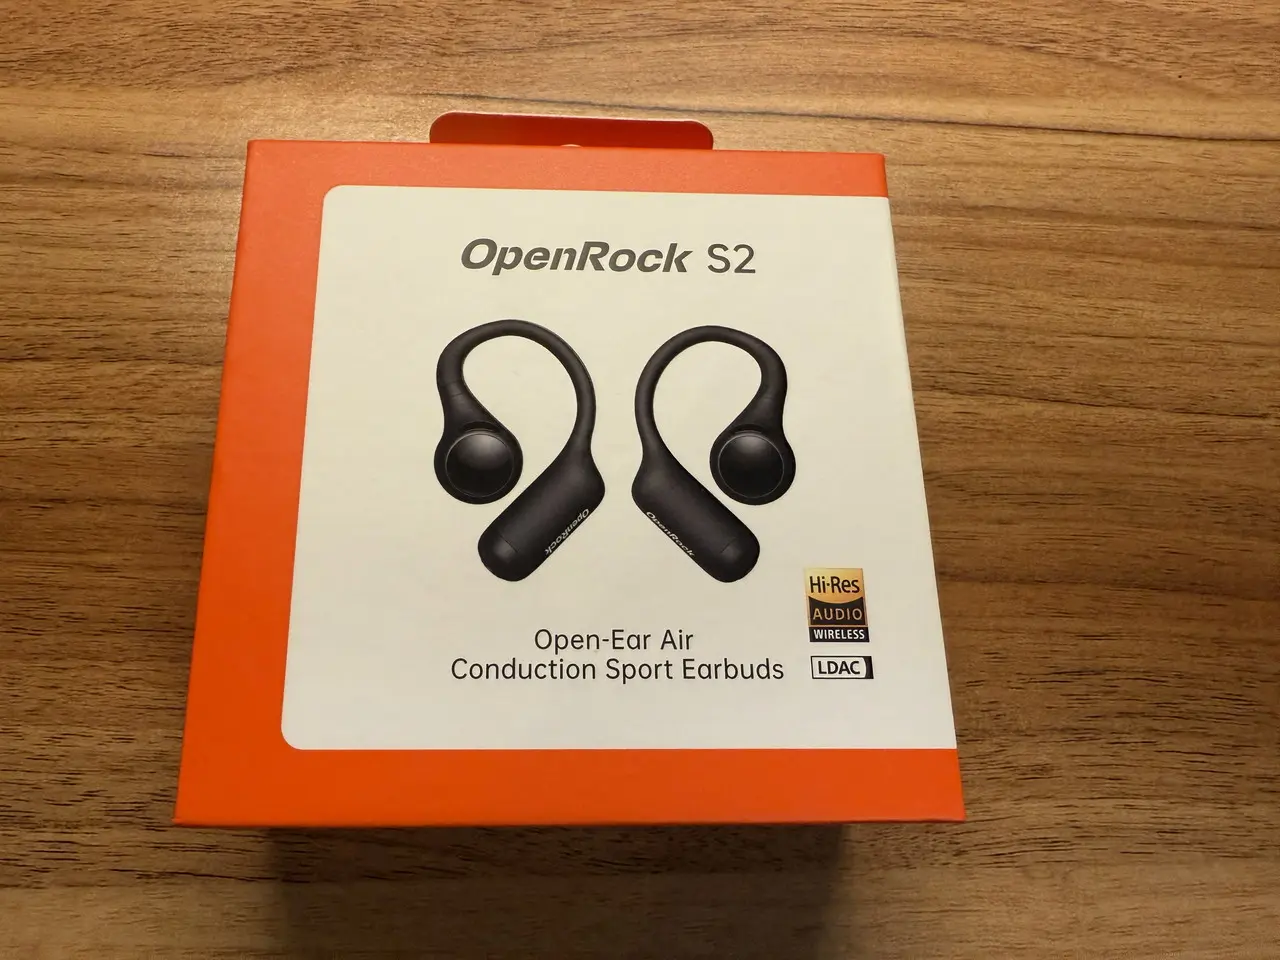 OpenRock S2
OpenRock
OpenRock
Hi-Res
AUDIO
WIRELESS
Open-Ear Air
Conduction Sport Earbuds
LDAC